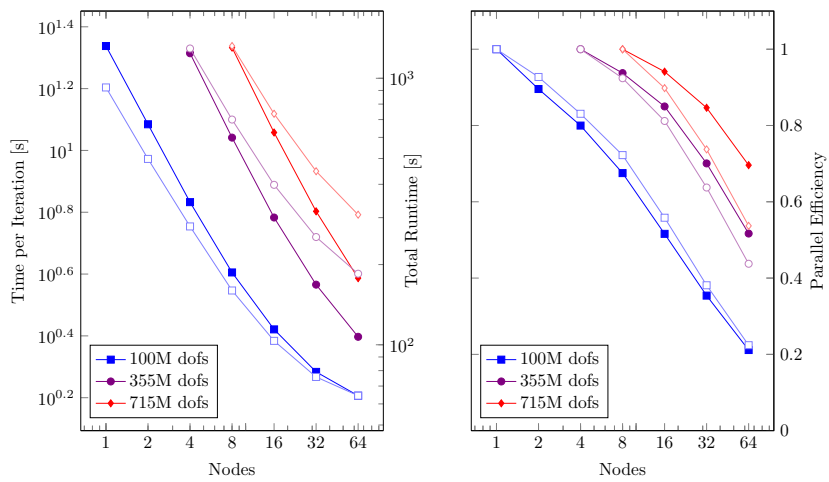 10^1.4
10^1.2
10^1
10^0.8
10^0.6
10^0.4
10^0.2
Time per Iteration [s]
1 2 4 8 16 32 64
Nodes
10^3
10^2
Total Runtime [s]
100M dofs
355M dofs
715M dofs
1 2 4 8 16 32 64
Nodes
1
0.8
0.6
0.4
0.2
0
Parallel Efficiency
100M dofs
355M dofs
715M dofs